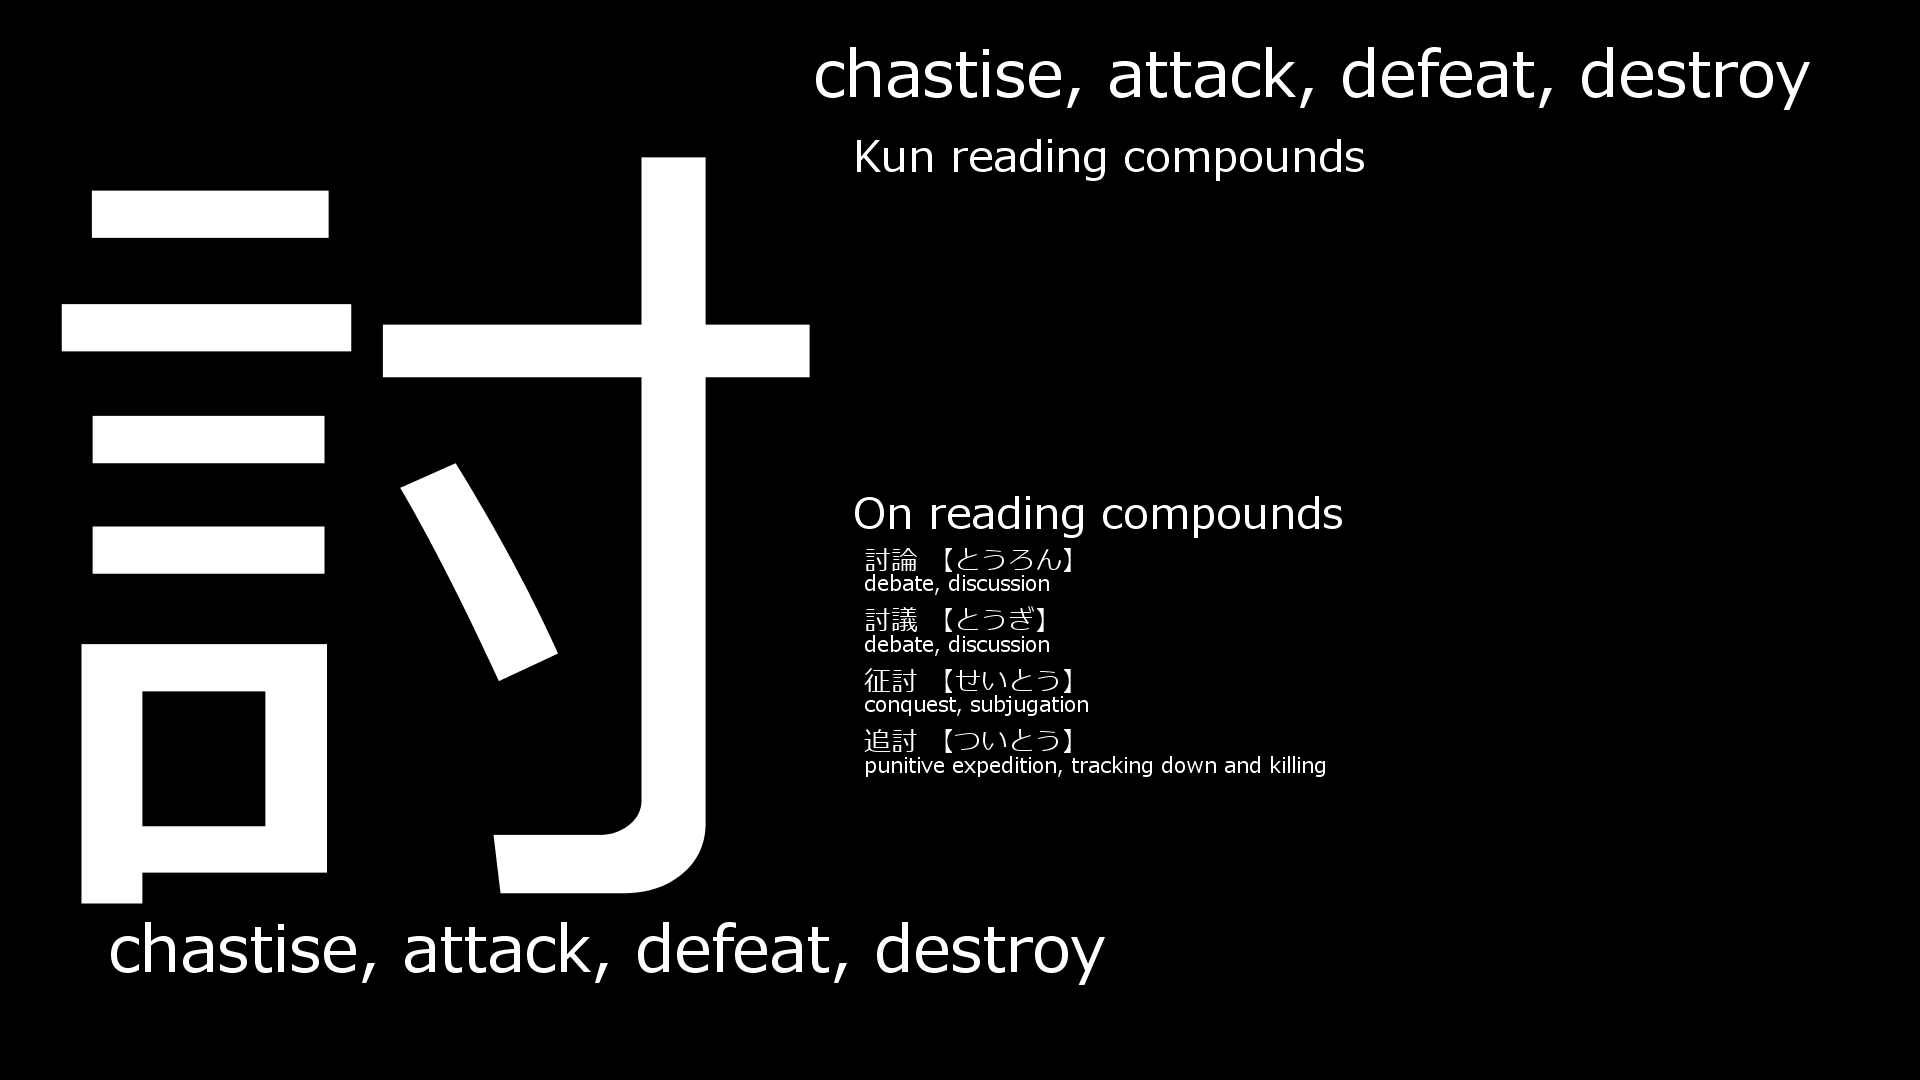 討
chastise, attack, defeat, destroy
Kun reading compounds
On reading compounds
討論 【とうろん】
debate, discussion
討議 【とうぎ】
debate, discussion
征討 【せいとう】
conquest, subjugation
追討 【ついとう】
punitive expedition, tracking down and killing
chastise, attack, defeat, destroy